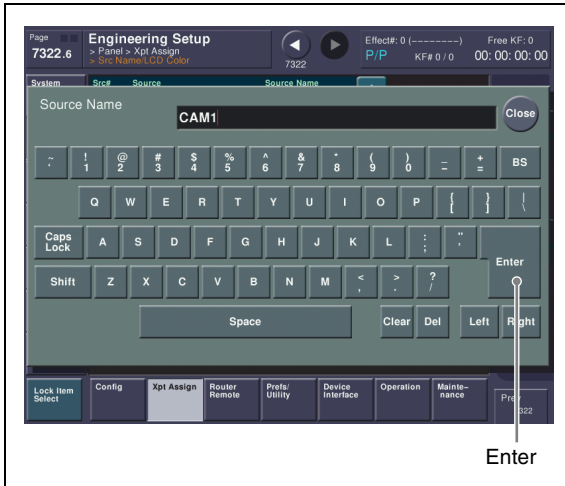 Page
7322.6
Engineering Setup
> Panel > Xpt Assign
> Src Name/LCD Color
7322
Effect#: 0 (--------)
Free KF: 0
P/P
KF# 0 / 0
00: 00: 00: 00
System
Src#
Source
Source Name
Source Name
CAM1
Close
~ ! @ # $ % ^ & * ( ) _ +
` 1 2 3 4 5 6 7 8 9 0 – = BS
Q W E R T Y U I O P { } |
[ ] \
Caps Lock A S D F G H J K L : "
; '
Enter
Shift Z X C V B N M < > ?
, . /
Space
Clear
Del
Left
Right
Lock Item
Select
Config
Xpt Assign
Router
Remote
Prefs/
Utility
Device
Interface
Operation
Mainte–
nance
322
Enter